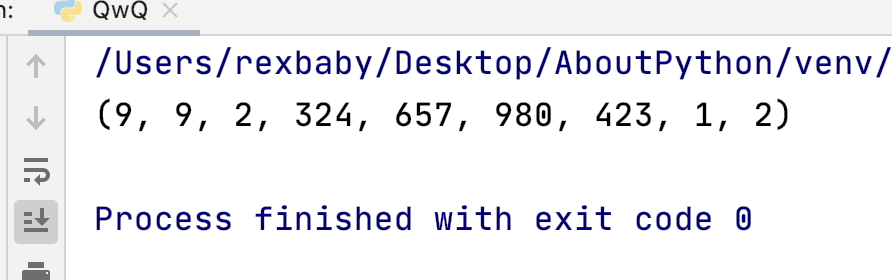 n: QwQ ×
/Users/rexbaby/Desktop/AboutPython/venv/
(9, 9, 2, 324, 657, 980, 423, 1, 2)
Process finished with exit code 0